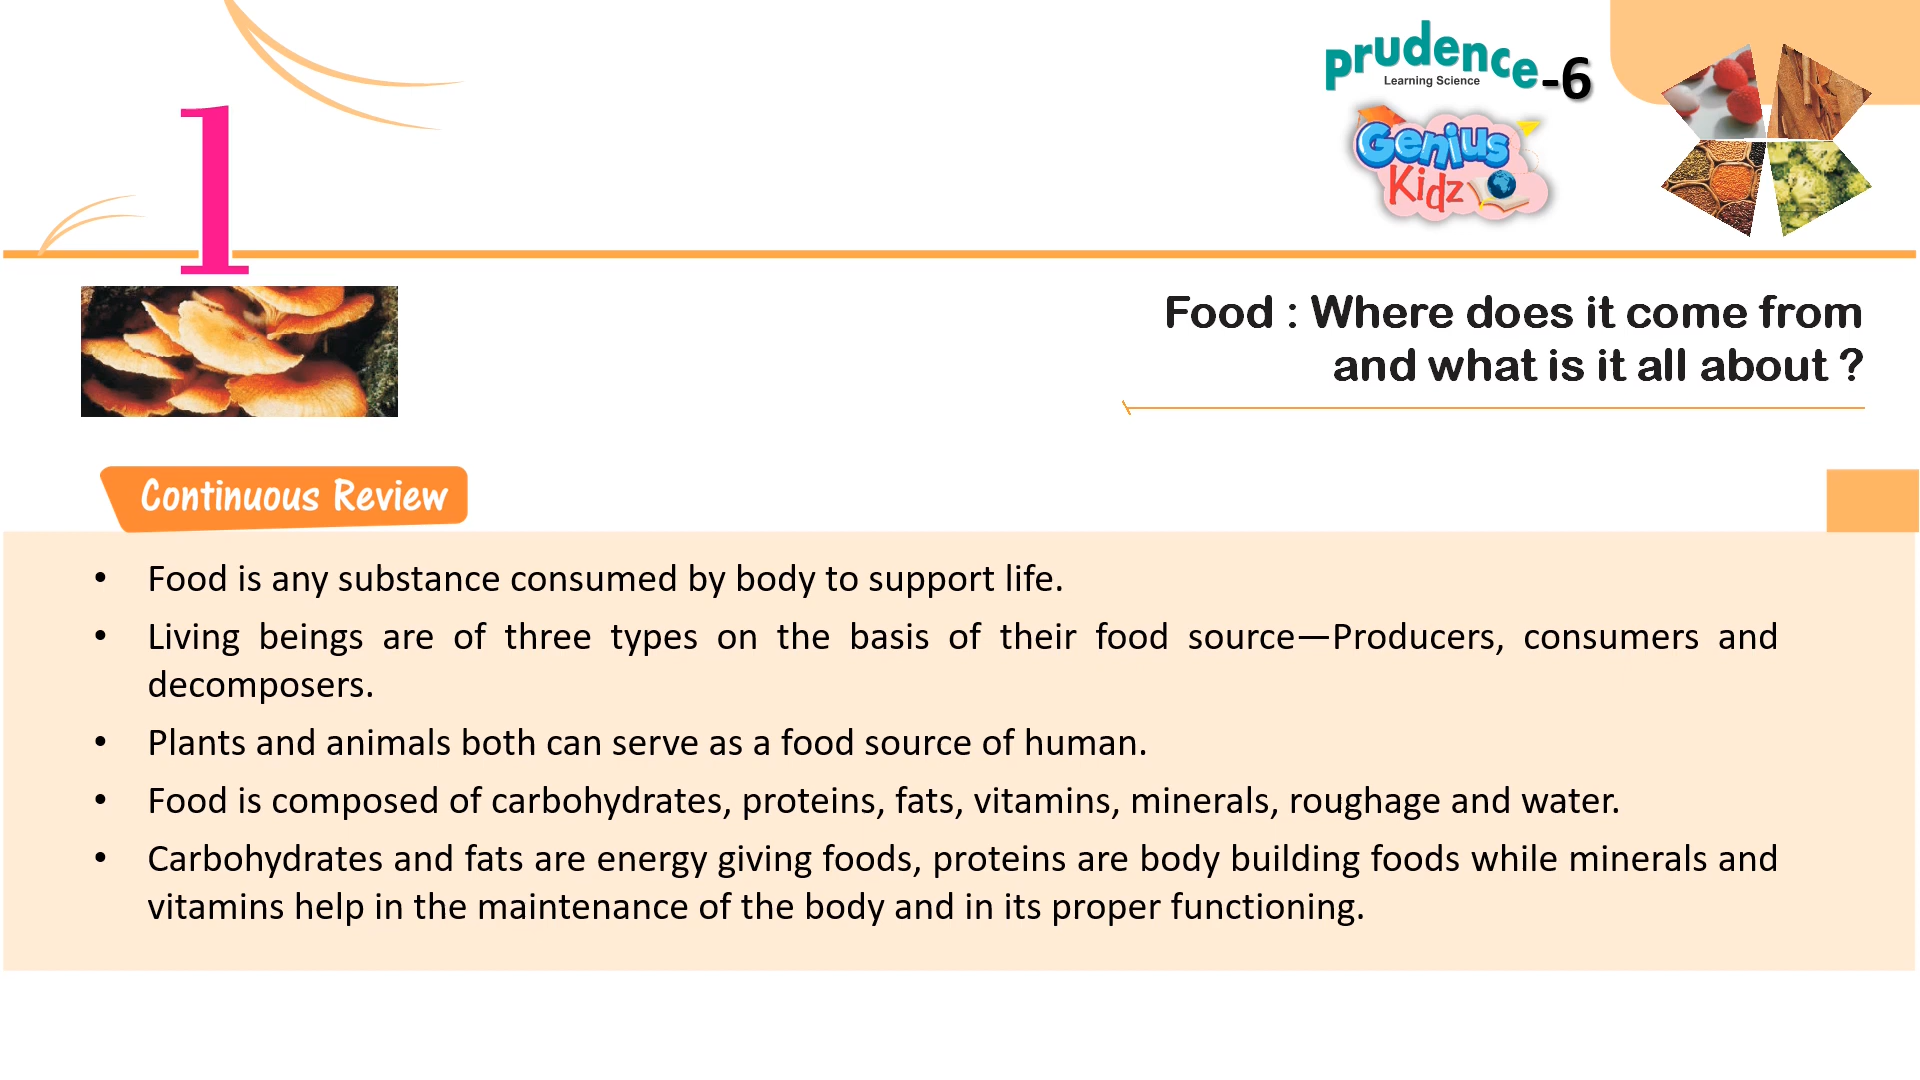 prudence-6
Learning Science
Genius
Kidz
1
Food : Where does it come from
and what is it all about ?
Continuous Review
• Food is any substance consumed by body to support life.
• Living beings are of three types on the basis of their food source—Producers, consumers and
decomposers.
• Plants and animals both can serve as a food source of human.
• Food is composed of carbohydrates, proteins, fats, vitamins, minerals, roughage and water.
• Carbohydrates and fats are energy giving foods, proteins are body building foods while minerals and
vitamins help in the maintenance of the body and in its proper functioning.